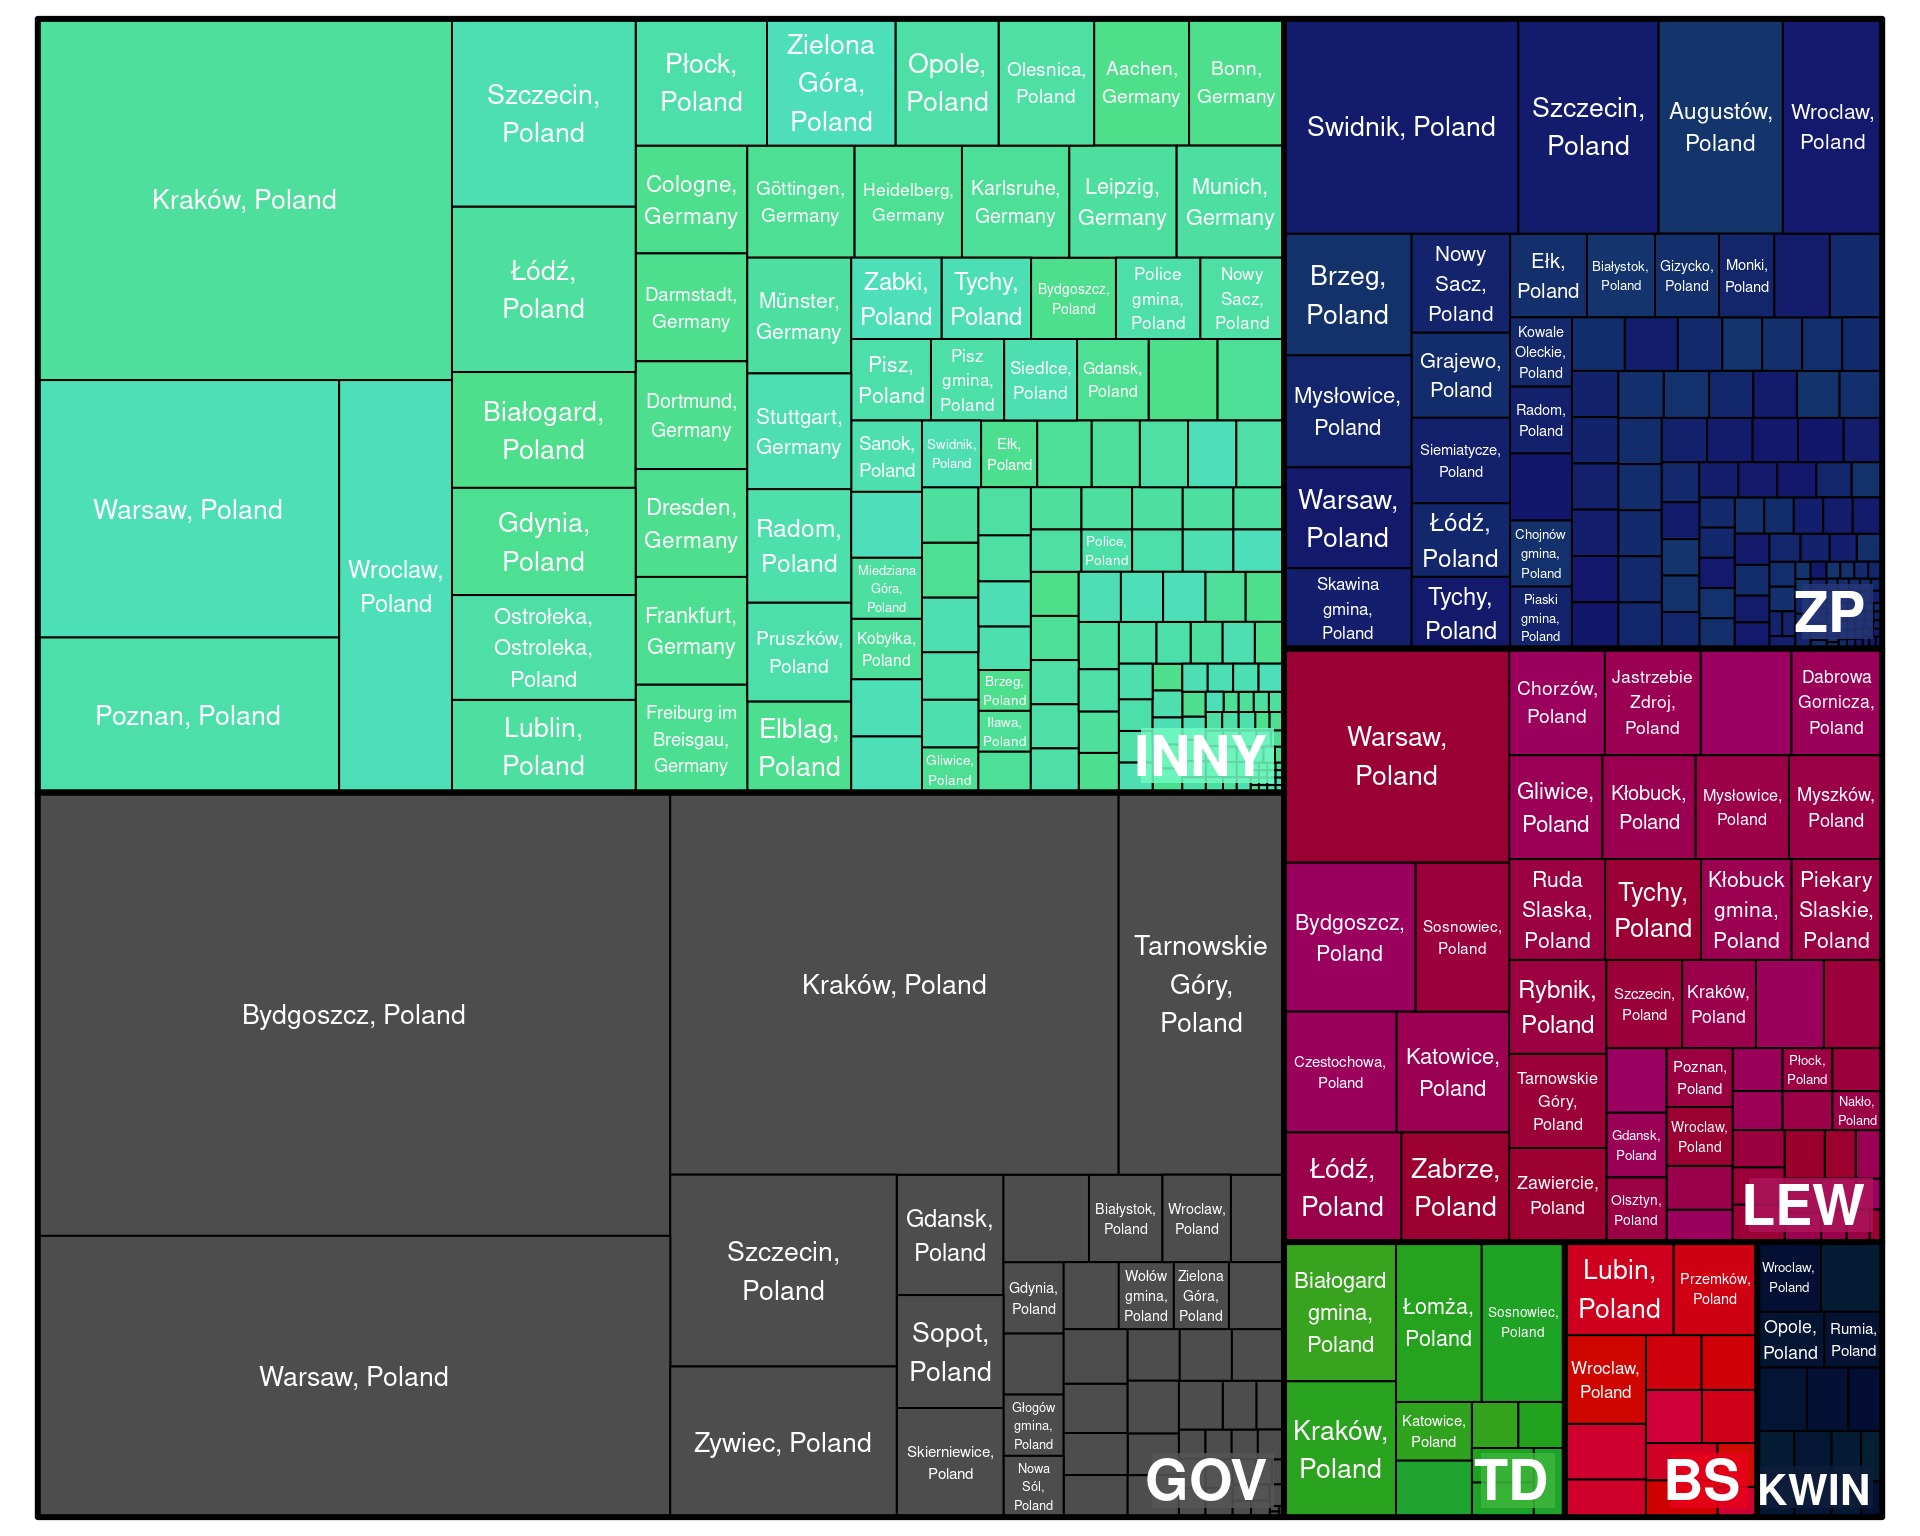 Kraków, Poland
Warsaw, Poland
Poznan, Poland
Wroclaw,
Poland
Szczecin,
Poland
Łódź,
Poland
Białogard,
Poland
Gdynia,
Poland
Ostrołeka,
Ostroleka,
Poland
Lublin,
Poland
Płock,
Poland
Zielona
Góra,
Poland
Opole,
Poland
Olesnica,
Poland
Aachen,
Germany
Bonn,
Germany
Cologne,
Germany
Göttingen,
Germany
Heidelberg,
Germany
Karlsruhe,
Germany
Leipzig,
Germany
Munich,
Germany
Darmstadt,
Germany
Dortmund,
Germany
Dresden,
Germany
Frankfurt,
Germany
Freiburg im
Breisgau,
Germany
Münster,
Germany
Stuttgart,
Germany
Radom,
Poland
Pruszków,
Poland
Elblag,
Poland
Zabki,
Poland
Tychy,
Poland
Bydgoszcz,
Poland
Police
gmina,
Poland
Nowy
Sacz,
Poland
Pisz,
Poland
Pisz
gmina,
Poland
Siedlce,
Poland
Gdansk,
Poland
Sanok,
Poland
Swidnik,
Poland
Ełk,
Poland
Police,
Poland
Miedziana
Góra,
Poland
Kobyłka,
Poland
Brzeg,
Poland
Iława,
Poland
Gliwice,
Poland
INNY
Bydgoszcz, Poland
Warsaw, Poland
Kraków, Poland
Tarnowskie
Góry,
Poland
Szczecin,
Poland
Zywiec, Poland
Gdansk,
Poland
Sopot,
Poland
Skierniewice,
Poland
Białystok,
Poland
Wroclaw,
Poland
Gdynia,
Poland
Wołów
gmina,
Poland
Zielona
Góra,
Poland
Głogów
gmina,
Poland
Nowa
Sól,
Poland
GOV
Swidnik, Poland
Szczecin,
Poland
Augustów,
Poland
Wroclaw,
Poland
Brzeg,
Poland
Mysłowice,
Poland
Warsaw,
Poland
Skawina
gmina,
Poland
Nowy
Sacz,
Poland
Grajewo,
Poland
Siemiatycze,
Poland
Łódź,
Poland
Tychy,
Poland
Ełk,
Poland
Białystok,
Poland
Gizycko,
Poland
Monki,
Poland
Kowale
Oleckie,
Poland
Radom,
Poland
Chojnów
gmina,
Poland
Piaski
gmina,
Poland
ZP
Warsaw,
Poland
Bydgoszcz,
Poland
Sosnowiec,
Poland
Czestochowa,
Poland
Katowice,
Poland
Łódź,
Poland
Zabrze,
Poland
Chorzów,
Poland
Jastrzebie
Zdroj,
Poland
Dabrowa
Gornicza,
Poland
Gliwice,
Poland
Kłobuck,
Poland
Mysłowice,
Poland
Myszków,
Poland
Ruda
Slaska,
Poland
Tychy,
Poland
Kłobuck
gmina,
Poland
Piekary
Slaskie,
Poland
Rybnik,
Poland
Szczecin,
Poland
Kraków,
Poland
Tarnowskie
Góry,
Poland
Zawiercie,
Poland
Poznan,
Poland
Płock,
Poland
Nakło,
Poland
Gdansk,
Poland
Wroclaw,
Poland
Olsztyn,
Poland
LEW
Białogard
gmina,
Poland
Kraków,
Poland
Łomża,
Poland
Sosnowiec,
Poland
Katowice,
Poland
TD
Lubin,
Poland
Przemków,
Poland
Wroclaw,
Poland
BS
Wroclaw,
Poland
Opole,
Poland
Rumia,
Poland
KWIN